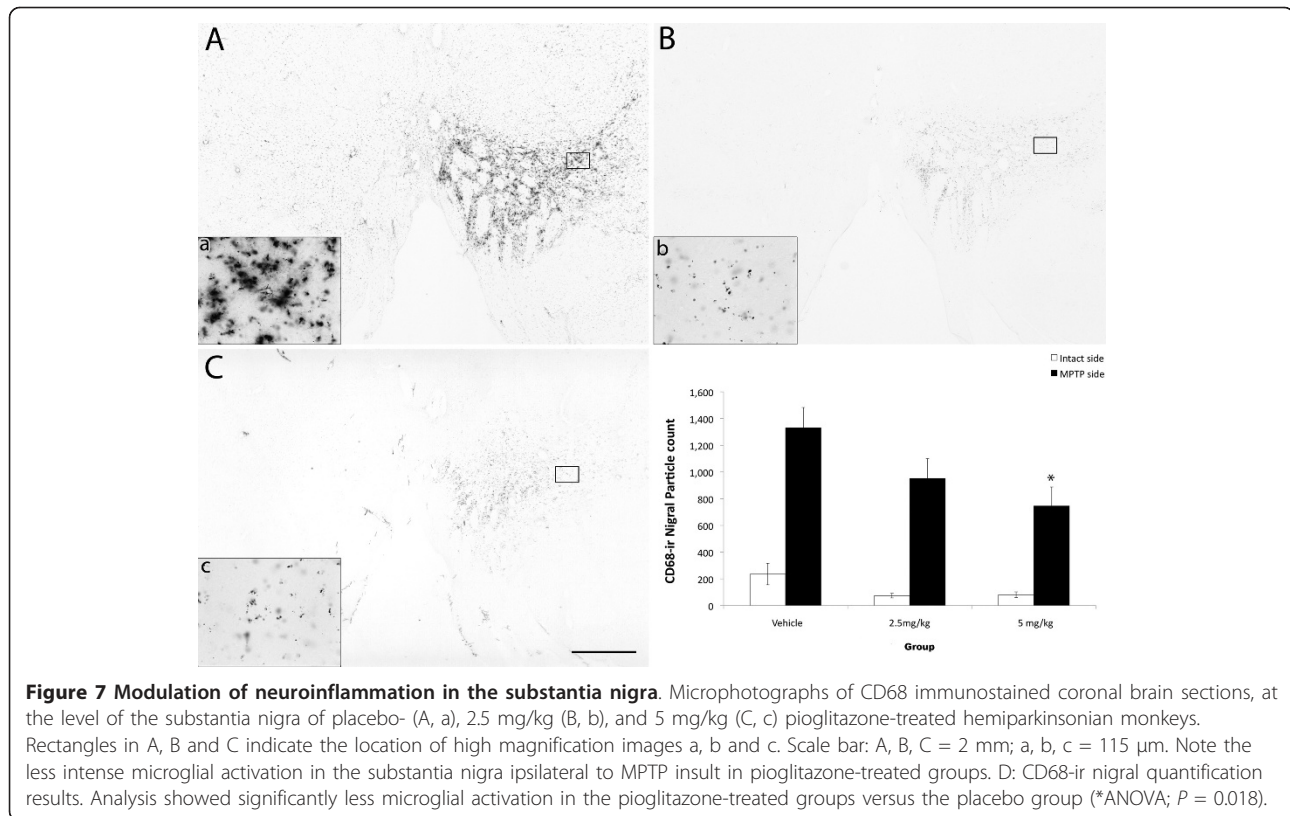 A
B
a
b
C
c
Intact side
MPTP side
CD68-ir Nigral Particle count
1,600
1,400
1,200
1,000
800
600
400
200
0
*
Vehicle
2.5mg/kg
5 mg/kg
Group
Figure 7 Modulation of neuroinflammation in the substantia nigra. Microphotographs of CD68 immunostained coronal brain sections, at
the level of the substantia nigra of placebo- (A, a), 2.5 mg/kg (B, b), and 5 mg/kg (C, c) pioglitazone-treated hemiparkinsonian monkeys.
Rectangles in A, B and C indicate the location of high magnification images a, b and c. Scale bar: A, B, C = 2 mm; a, b, c = 115 μm. Note the
less intense microglial activation in the substantia nigra ipsilateral to MPTP insult in pioglitazone-treated groups. D: CD68-ir nigral quantification
results. Analysis showed significantly less microglial activation in the pioglitazone-treated groups versus the placebo group (*ANOVA; P = 0.018).